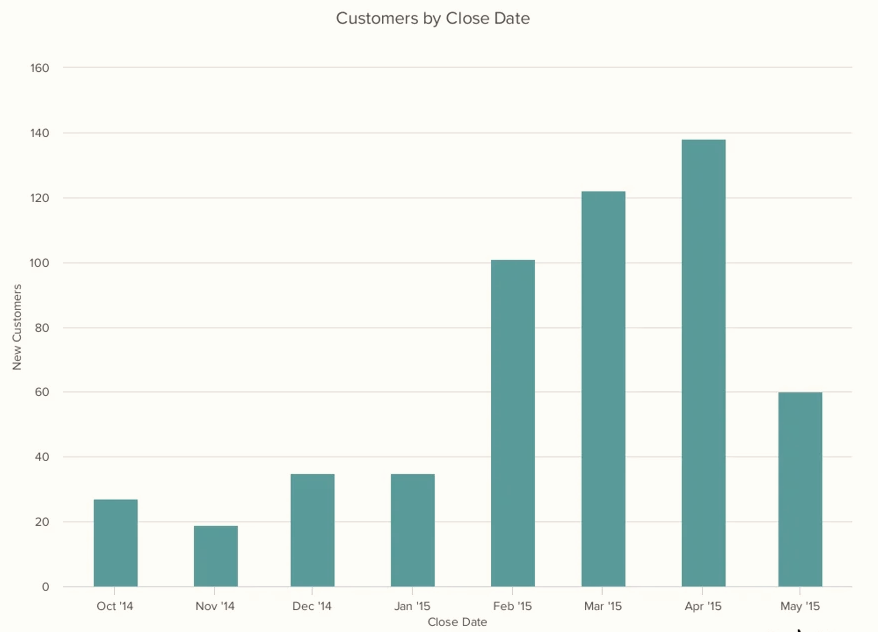 Customers by Close Date
160
140
120
100
80
60
40
20
0
New Customers
Oct '14 Nov '14 Dec '14 Jan '15 Feb '15 Mar '15 Apr '15 May '15
Close Date